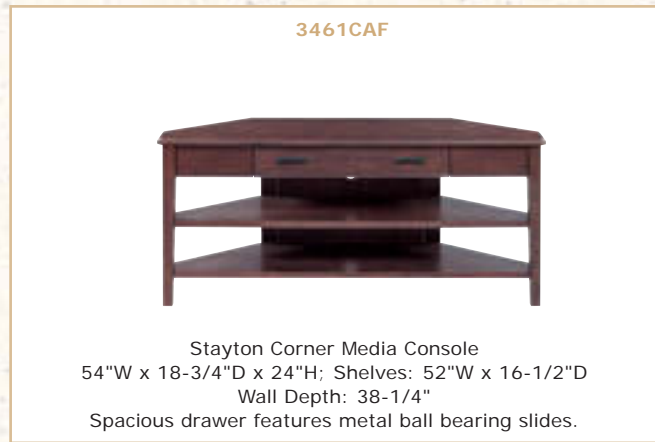 3461CAF
Stayton Corner Media Console
54"W x 18-3/4"D x 24"H; Shelves: 52"W x 16-1/2"D
Wall Depth: 38-1/4"
Spacious drawer features metal ball bearing slides.